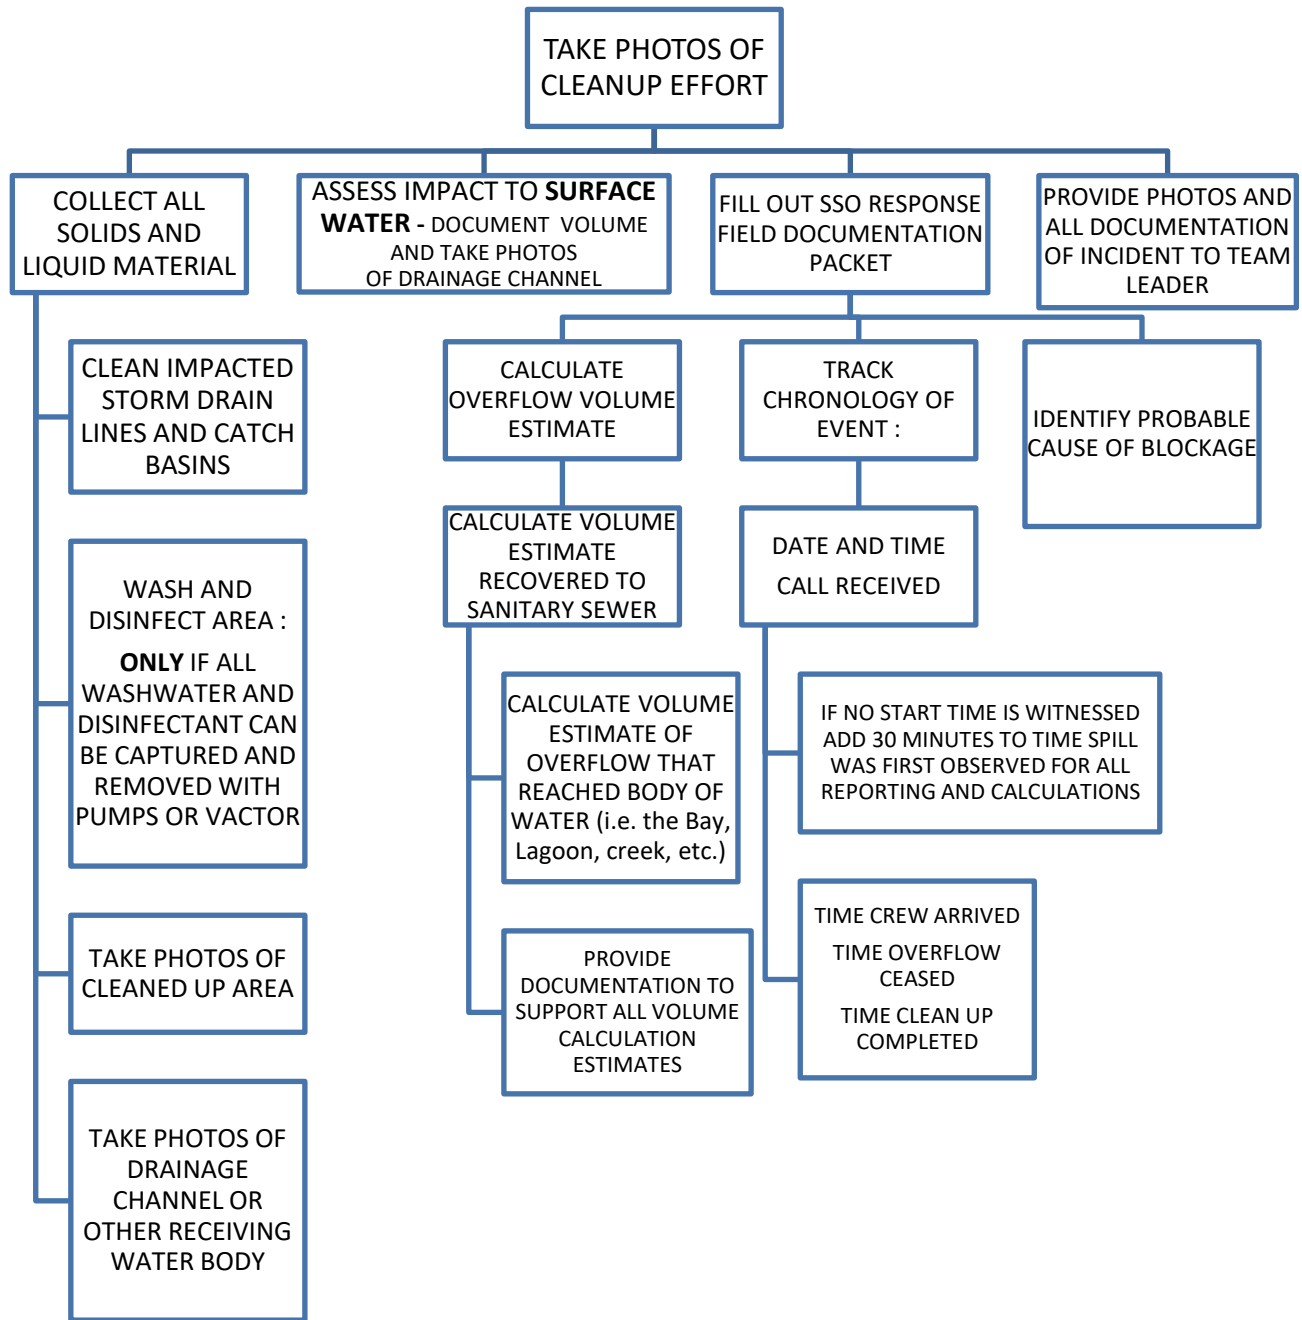 TAKE PHOTOS OF
CLEANUP EFFORT
COLLECT ALL
SOLIDS AND
LIQUID MATERIAL
ASSESS IMPACT TO SURFACE
WATER - DOCUMENT VOLUME
AND TAKE PHOTOS
OF DRAINAGE CHANNEL
FILL OUT SSO RESPONSE
FIELD DOCUMENTATION
PACKET
PROVIDE PHOTOS AND
ALL DOCUMENTATION
OF INCIDENT TO TEAM
LEADER
CLEAN IMPACTED
STORM DRAIN
LINES AND CATCH
BASINS
WASH AND
DISINFECT AREA :
ONLY IF ALL
WASHWATER AND
DISINFECTANT CAN
BE CAPTURED AND
REMOVED WITH
PUMPS OR VACTOR
TAKE PHOTOS OF
CLEANED UP AREA
TAKE PHOTOS OF
DRAINAGE
CHANNEL OR
OTHER RECEIVING
WATER BODY
CALCULATE
OVERFLOW VOLUME
ESTIMATE
CALCULATE VOLUME
ESTIMATE
RECOVERED TO
SANITARY SEWER
CALCULATE VOLUME
ESTIMATE OF
OVERFLOW THAT
REACHED BODY OF
WATER (i.e. the Bay,
Lagoon, creek, etc.)
PROVIDE
DOCUMENTATION TO
SUPPORT ALL VOLUME
CALCULATION
ESTIMATES
TRACK
CHRONOLOGY OF
EVENT :
DATE AND TIME
CALL RECEIVED
IF NO START TIME IS WITNESSED
ADD 30 MINUTES TO TIME SPILL
WAS FIRST OBSERVED FOR ALL
REPORTING AND CALCULATIONS
TIME CREW ARRIVED
TIME OVERFLOW
CEASED
TIME CLEAN UP
COMPLETED
IDENTIFY PROBABLE
CAUSE OF BLOCKAGE